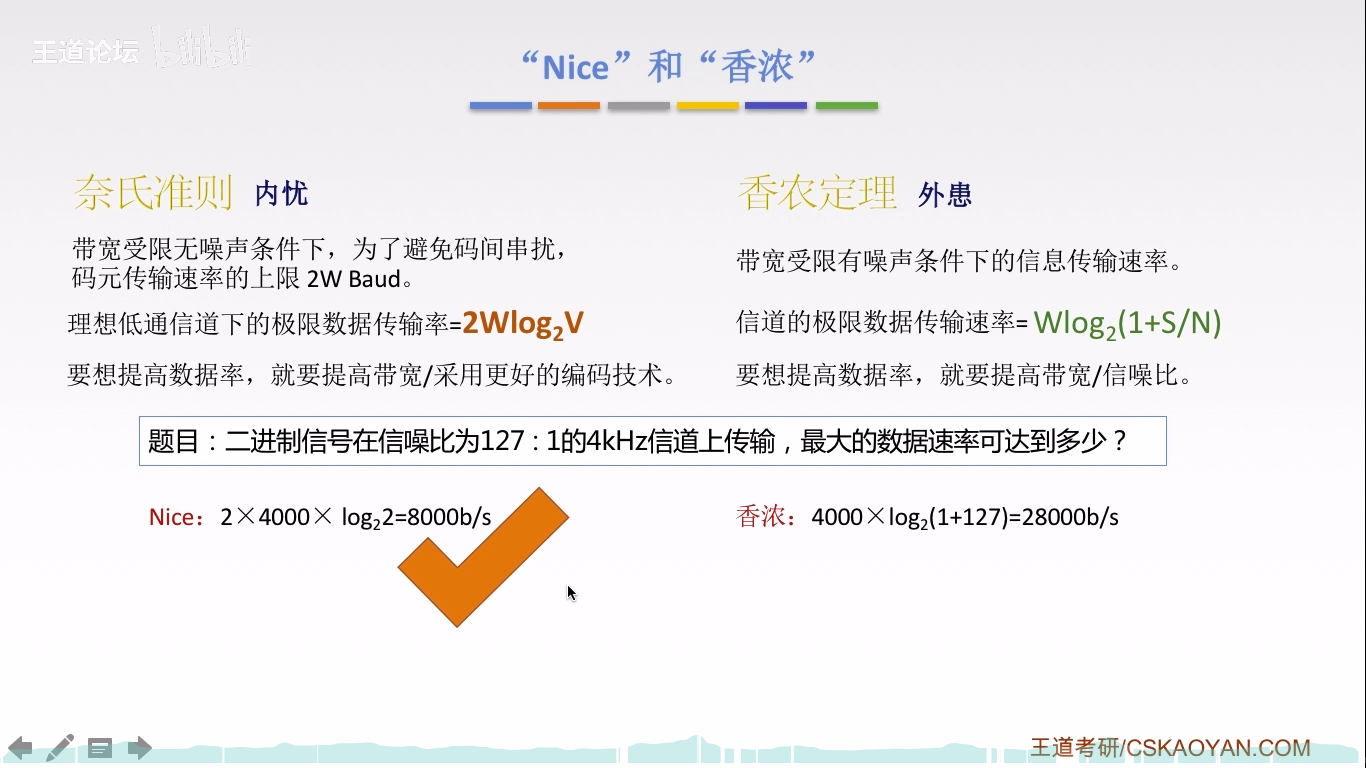 王道论坛 bilibili
“Nice”和“香浓”
奈氏准则 内忧
带宽受限无噪声条件下，为了避免码间串扰，
码元传输速率的上限 2W Baud。
理想低通信道下的极限数据传输率=2Wlog₂V
要想提高数据率，就要提高带宽/采用更好的编码技术。
香农定理 外患
带宽受限有噪声条件下的信息传输速率。
信道的极限数据传输速率= Wlog₂(1+S/N)
要想提高数据率，就要提高带宽/信噪比。
题目：二进制信号在信噪比为127：1的4kHz信道上传输，最大的数据速率可达到多少？
Nice：2×4000× log₂2=8000b/s
香浓：4000×log₂(1+127)=28000b/s
王道考研/CSKAOYAN.COM